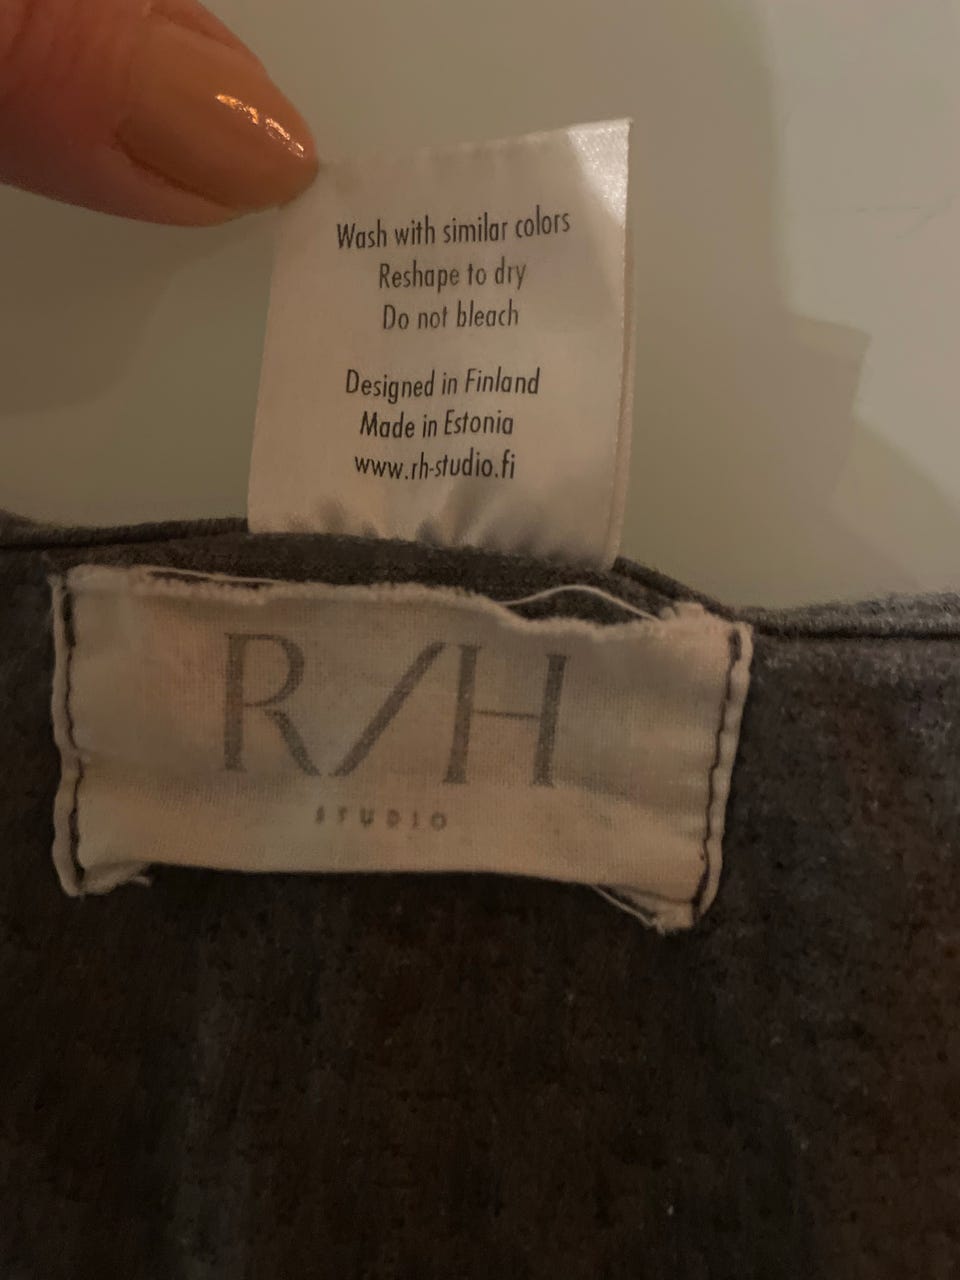 Wash with similar colors
Reshape to dry
Do not bleach
Designed in Finland
Made in Estonia
www.rh-studio.fi
R/H
STUDIO